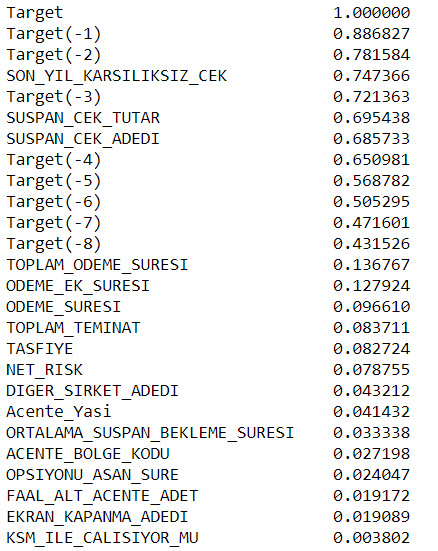 Target 1.000000
Target(-1) 0.886827
Target(-2) 0.781584
SON_YIL_KARSILIKSIZ_CEK 0.747366
Target(-3) 0.721363
SUSPAN_CEK_TUTAR 0.695438
SUSPAN_CEK_ADEDI 0.685733
Target(-4) 0.650981
Target(-5) 0.568782
Target(-6) 0.505295
Target(-7) 0.471601
Target(-8) 0.431526
TOPLAM_ODEME_SURESI 0.136767
ODEME_EK_SURESI 0.127924
ODEME_SURESI 0.096610
TOPLAM_TEMINAT 0.083711
TASFIYE 0.082724
NET_RISK 0.078755
DIGER_SIRKET_ADEDI 0.043212
Acente_Yasi 0.041432
ORTALAMA_SUSPAN_BEKLEME_SURESI 0.033338
ACENTE_BOLGE_KODU 0.027198
OPSIYONU_ASAN_SURE 0.024047
FAAL_ALT_ACENTE_ADET 0.019172
EKRAN_KAPANMA_ADEDI 0.019089
KSM_ILE_CALISIYOR_MU 0.003802